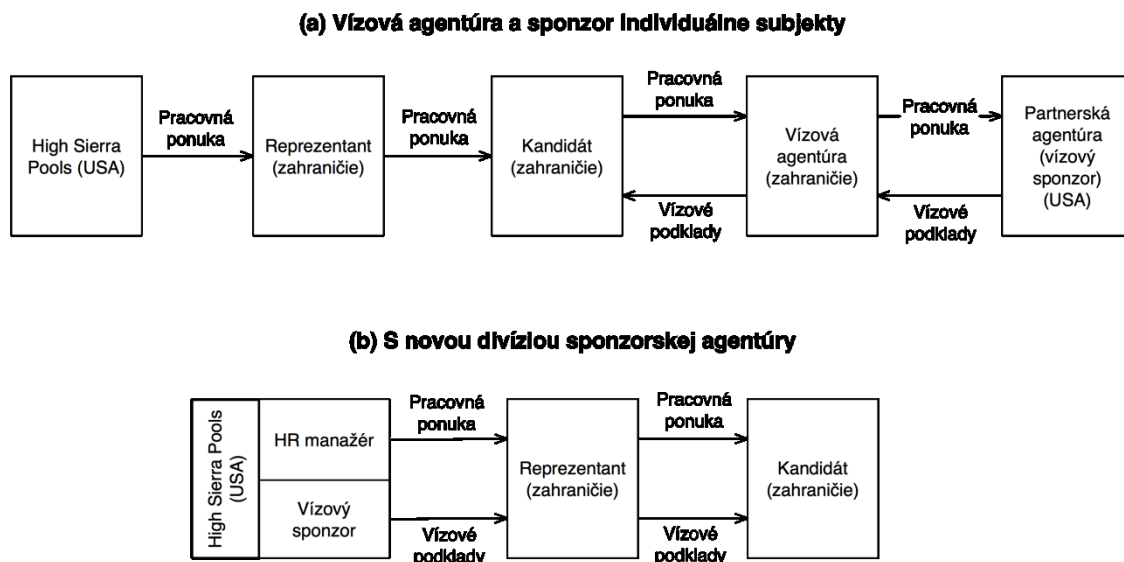 (a) Vízová agentúra a sponzor individuálne subjekty
Pracovná
ponuka
Pracovná
ponuka
Pracovná
ponuka
Pracovná
ponuka
High Sierra
Pools (USA)
Reprezentant
(zahraničie)
Kandidát
(zahraničie)
Vízová
agentúra
(zahraničie)
Partnerská
agentúra
(vízový
sponzor)
(USA)
Vízové
podklady
Vízové
podklady
(b) S novou divíziou sponzorskej agentúry
High Sierra Pools
(USA)
HR manažér
Vízový
sponzor
Pracovná
ponuka
Vízové
podklady
Reprezentant
(zahraničie)
Pracovná
ponuka
Vízové
podklady
Kandidát
(zahraničie)